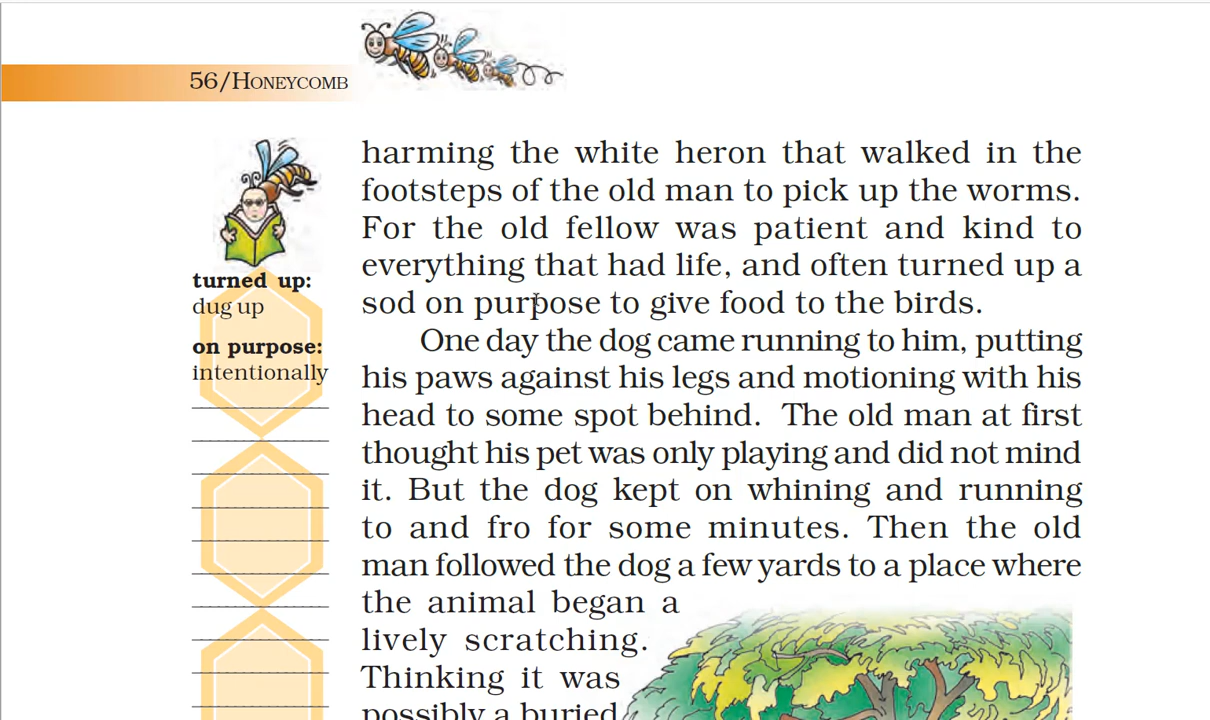 56/HONEYCOMB
turned up:
dug up
on purpose:
intentionally
harming the white heron that walked in the
footsteps of the old man to pick up the worms.
For the old fellow was patient and kind to
everything that had life, and often turned up a
sod on purpose to give food to the birds.
One day the dog came running to him, putting
his paws against his legs and motioning with his
head to some spot behind. The old man at first
thought his pet was only playing and did not mind
it. But the dog kept on whining and running
to and fro for some minutes. Then the old
man followed the dog a few yards to a place where
the animal began a
lively scratching.
Thinking it was
possibly a buried